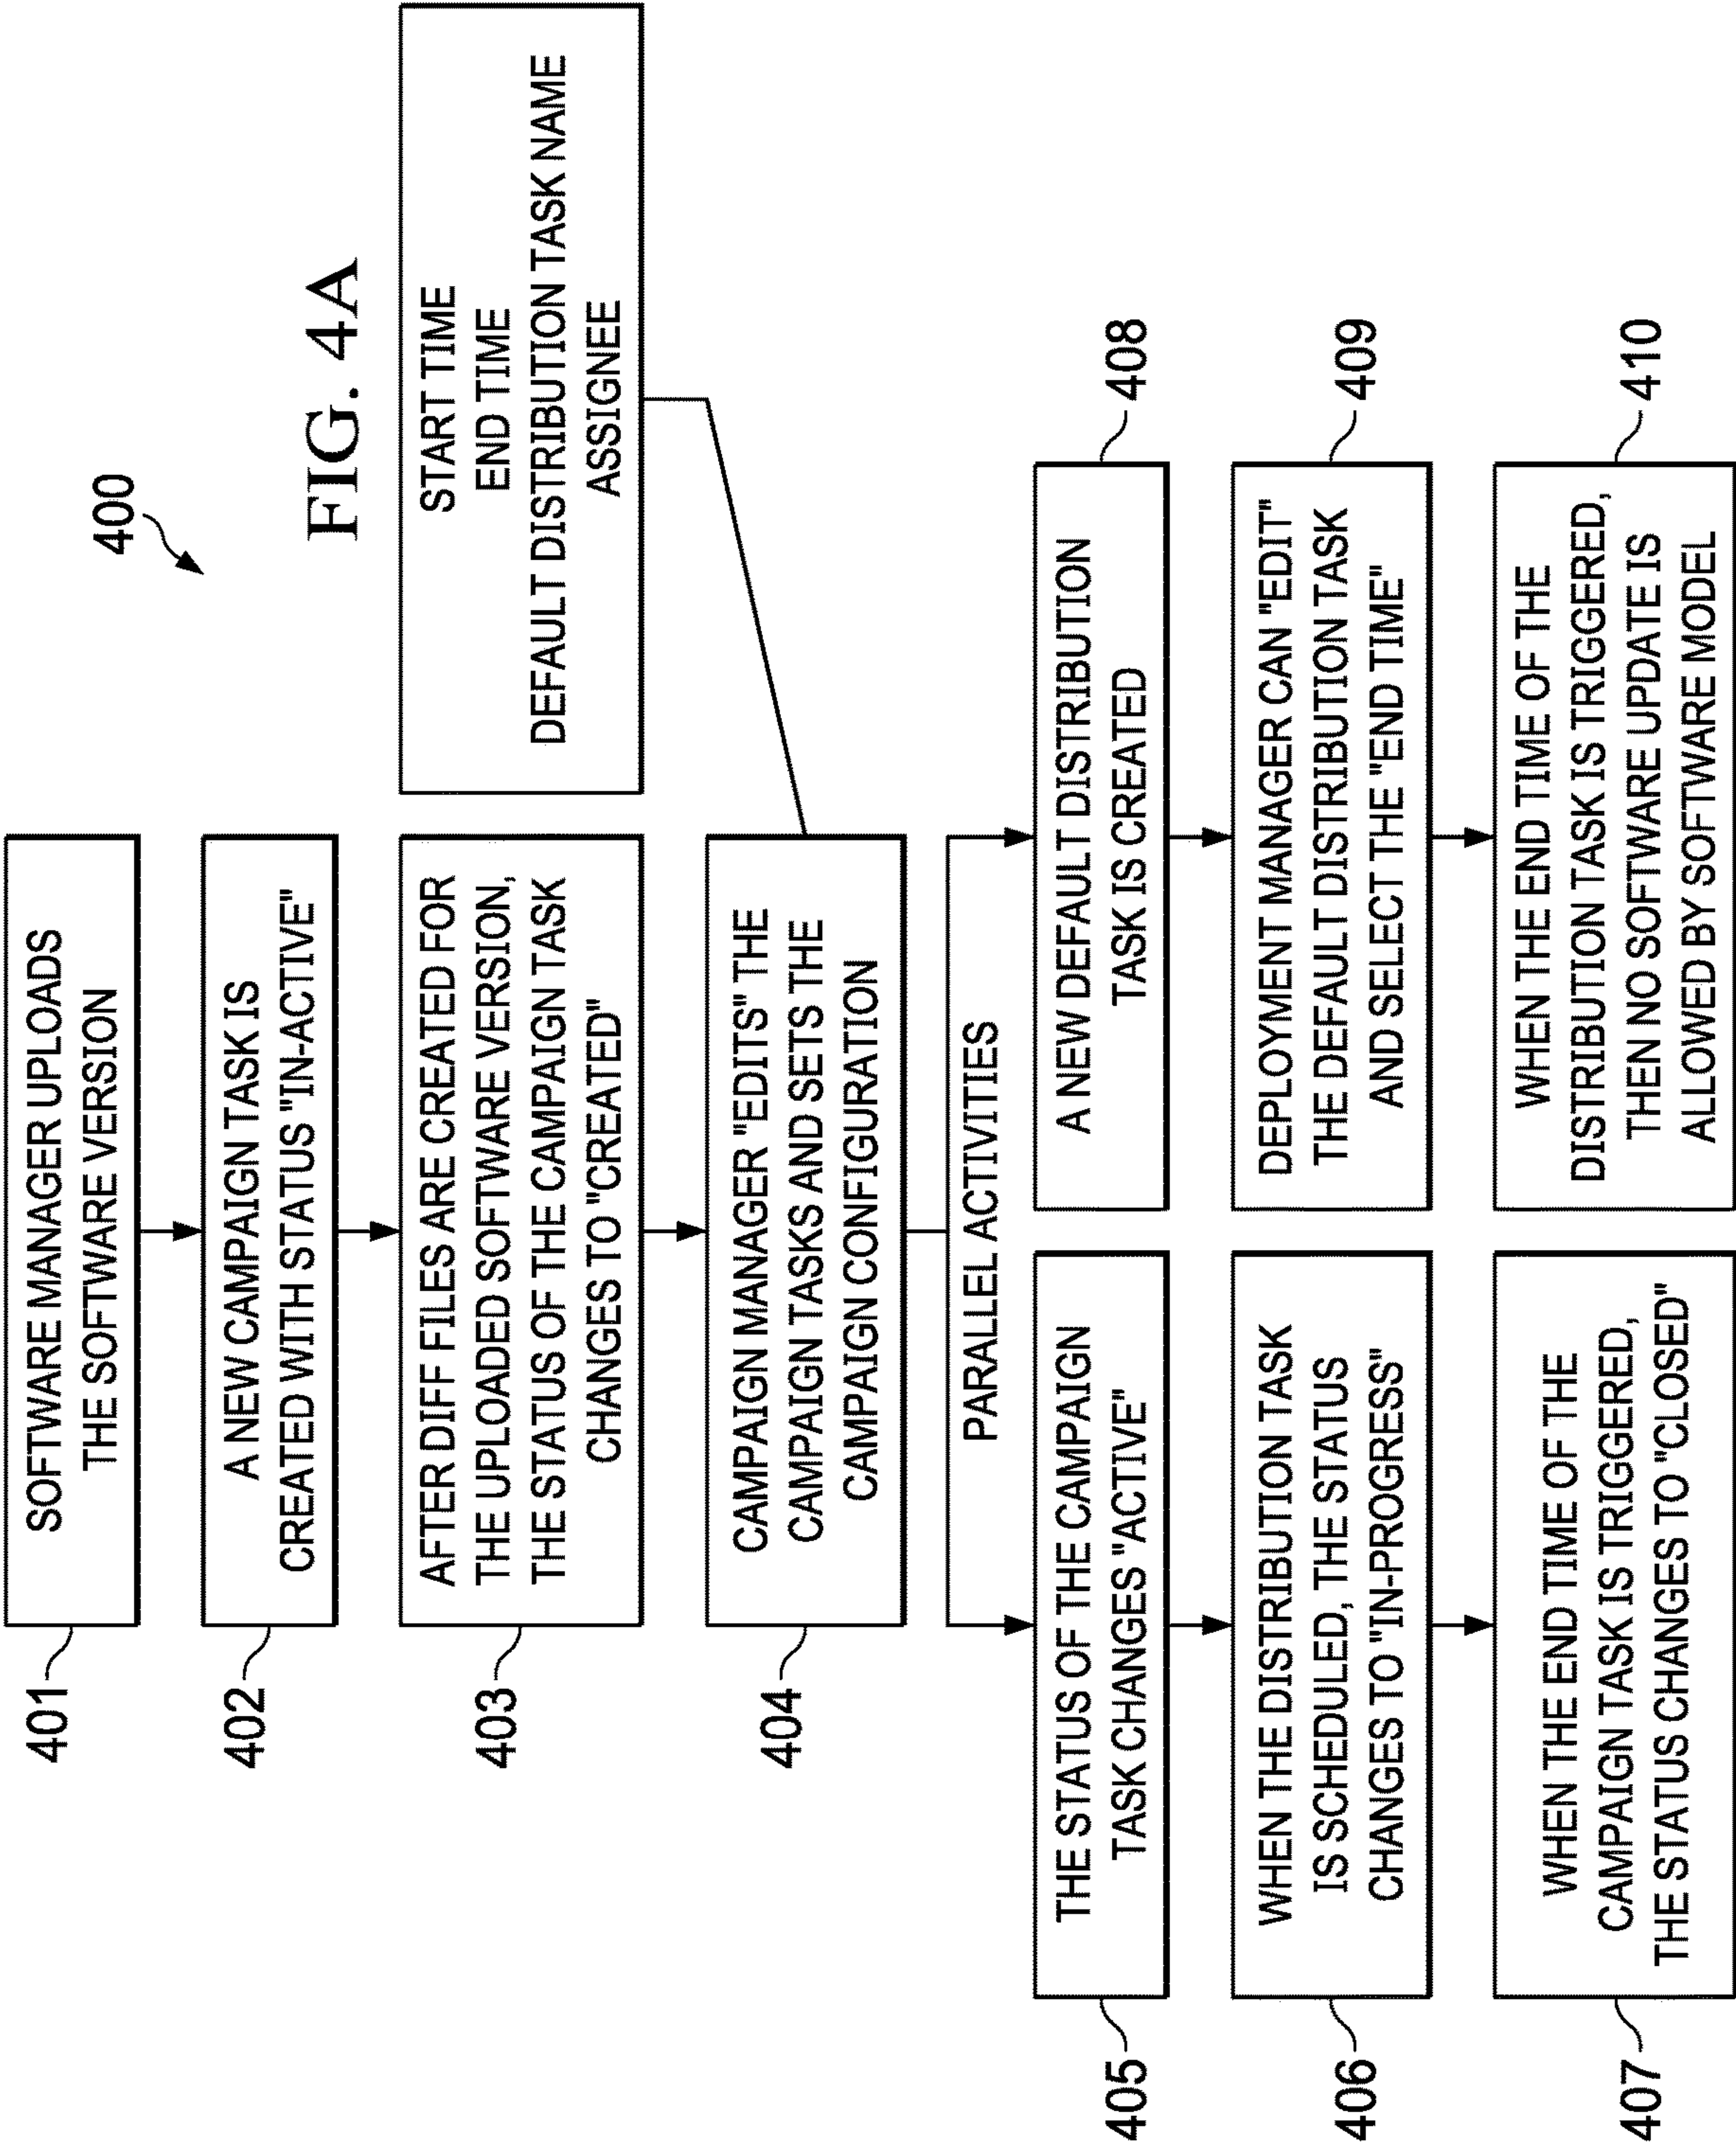 400
FIG. 4A
401
SOFTWARE MANAGER UPLOADS
THE SOFTWARE VERSION
402
A NEW CAMPAIGN TASK IS
CREATED WITH STATUS "IN-ACTIVE"
403
AFTER DIFF FILES ARE CREATED FOR
THE UPLOADED SOFTWARE VERSION,
THE STATUS OF THE CAMPAIGN TASK
CHANGES TO "CREATED"
START TIME
END TIME
DEFAULT DISTRIBUTION TASK NAME
ASSIGNEE
404
CAMPAIGN MANAGER "EDITS" THE
CAMPAIGN TASKS AND SETS THE
CAMPAIGN CONFIGURATION
PARALLEL ACTIVITIES
405
THE STATUS OF THE CAMPAIGN
TASK CHANGES "ACTIVE"
406
WHEN THE DISTRIBUTION TASK
IS SCHEDULED, THE STATUS
CHANGES TO "IN-PROGRESS"
407
WHEN THE END TIME OF THE
CAMPAIGN TASK IS TRIGGERED,
THE STATUS CHANGES TO "CLOSED"
408
A NEW DEFAULT DISTRIBUTION
TASK IS CREATED
409
DEPLOYMENT MANAGER CAN "EDIT"
THE DEFAULT DISTRIBUTION TASK
AND SELECT THE "END TIME"
410
WHEN THE END TIME OF THE
DISTRIBUTION TASK IS TRIGGERED,
THEN NO SOFTWARE UPDATE IS
ALLOWED BY SOFTWARE MODEL